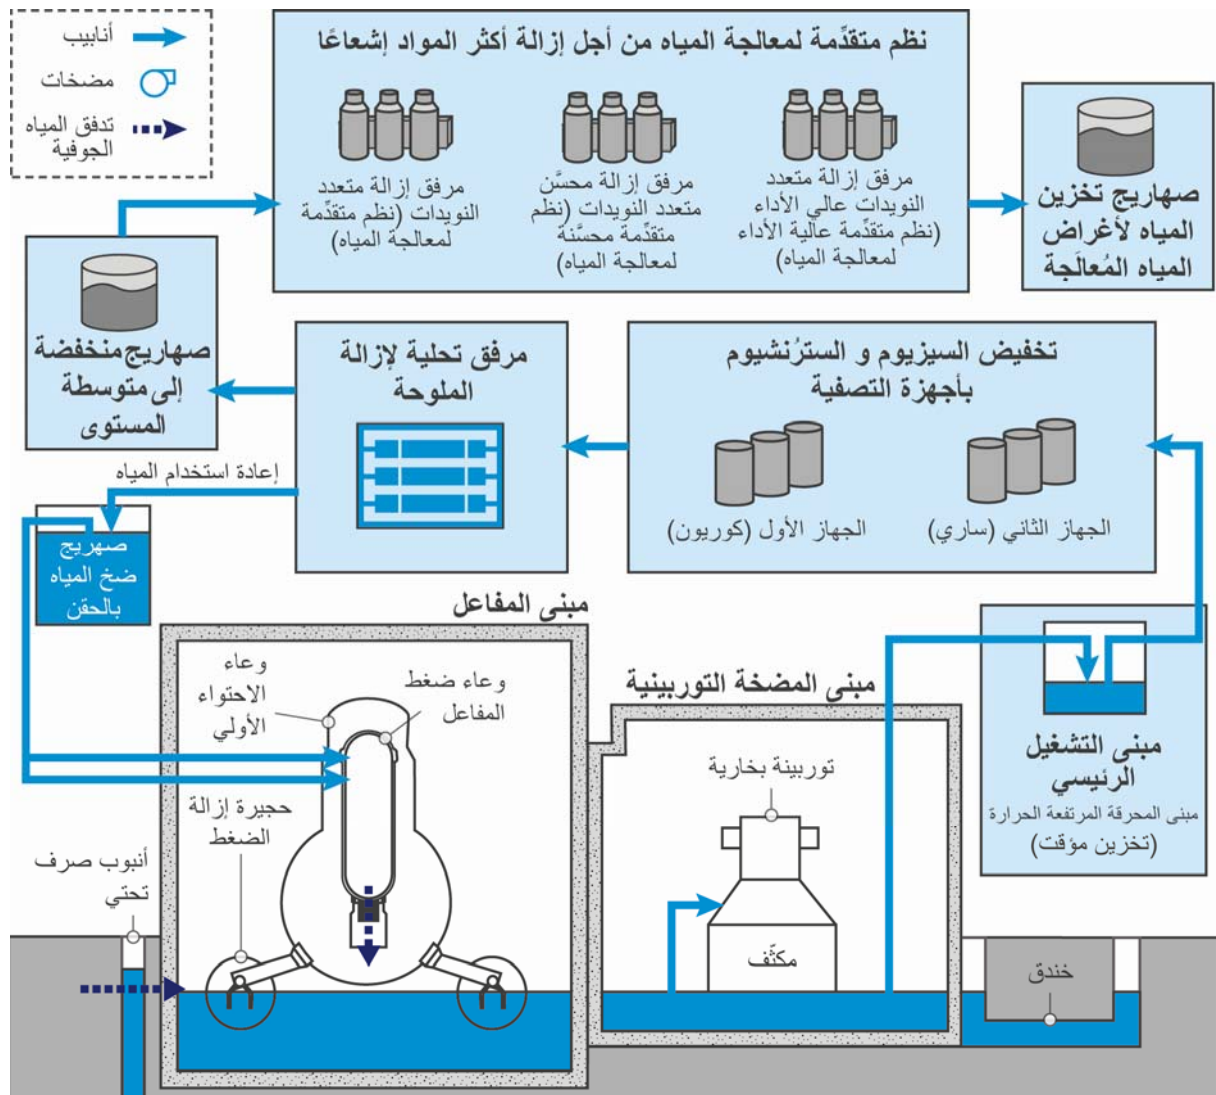 أنابيب
مضخات
تدفق المياه
الجوفية
نظم متقدِّمة لمعالجة المياه من أجل إزالة أكثر المواد إشعاعًا
مرفق إزالة متعدد
النويدات عالي الأداء
(نظم متقدِّمة عالية الأداء
لمعالجة المياه)
مرفق إزالة محسَّن
متعدد النويدات (نظم
متقدِّمة محسَّنة
لمعالجة المياه)
مرفق إزالة متعدد
النويدات (نظم متقدِّمة
لمعالجة المياه)
صهاريج تخزين
المياه لأغراض
المياه المُعالَجة
صهاريج منخفضة
إلى متوسطة
المستوى
مرفق تحلية لإزالة
الملوحة
تخفيض السيزيوم و السترُنشيوم
بأجهزة التصفية
الجهاز الثاني (ساري)
الجهاز الأول (كوريون)
إعادة استخدام المياه
صهريج
ضخ المياه
بالحقن
مبنى المفاعل
وعاء
الاحتواء
الأولي
وعاء ضغط
المفاعل
حجيرة إزالة
الضغط
أنبوب صرف
تحتي
مبنى المضخة التوربينية
توربينة بخارية
مكثّف
مبنى التشغيل
الرئيسي
مبنى المحرقة المرتفعة الحرارة
(تخزين مؤقت)
خندق